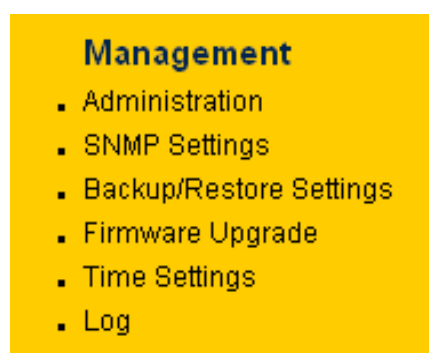 Management
Administration
SNMP Settings
Backup/Restore Settings
Firmware Upgrade
Time Settings
Log